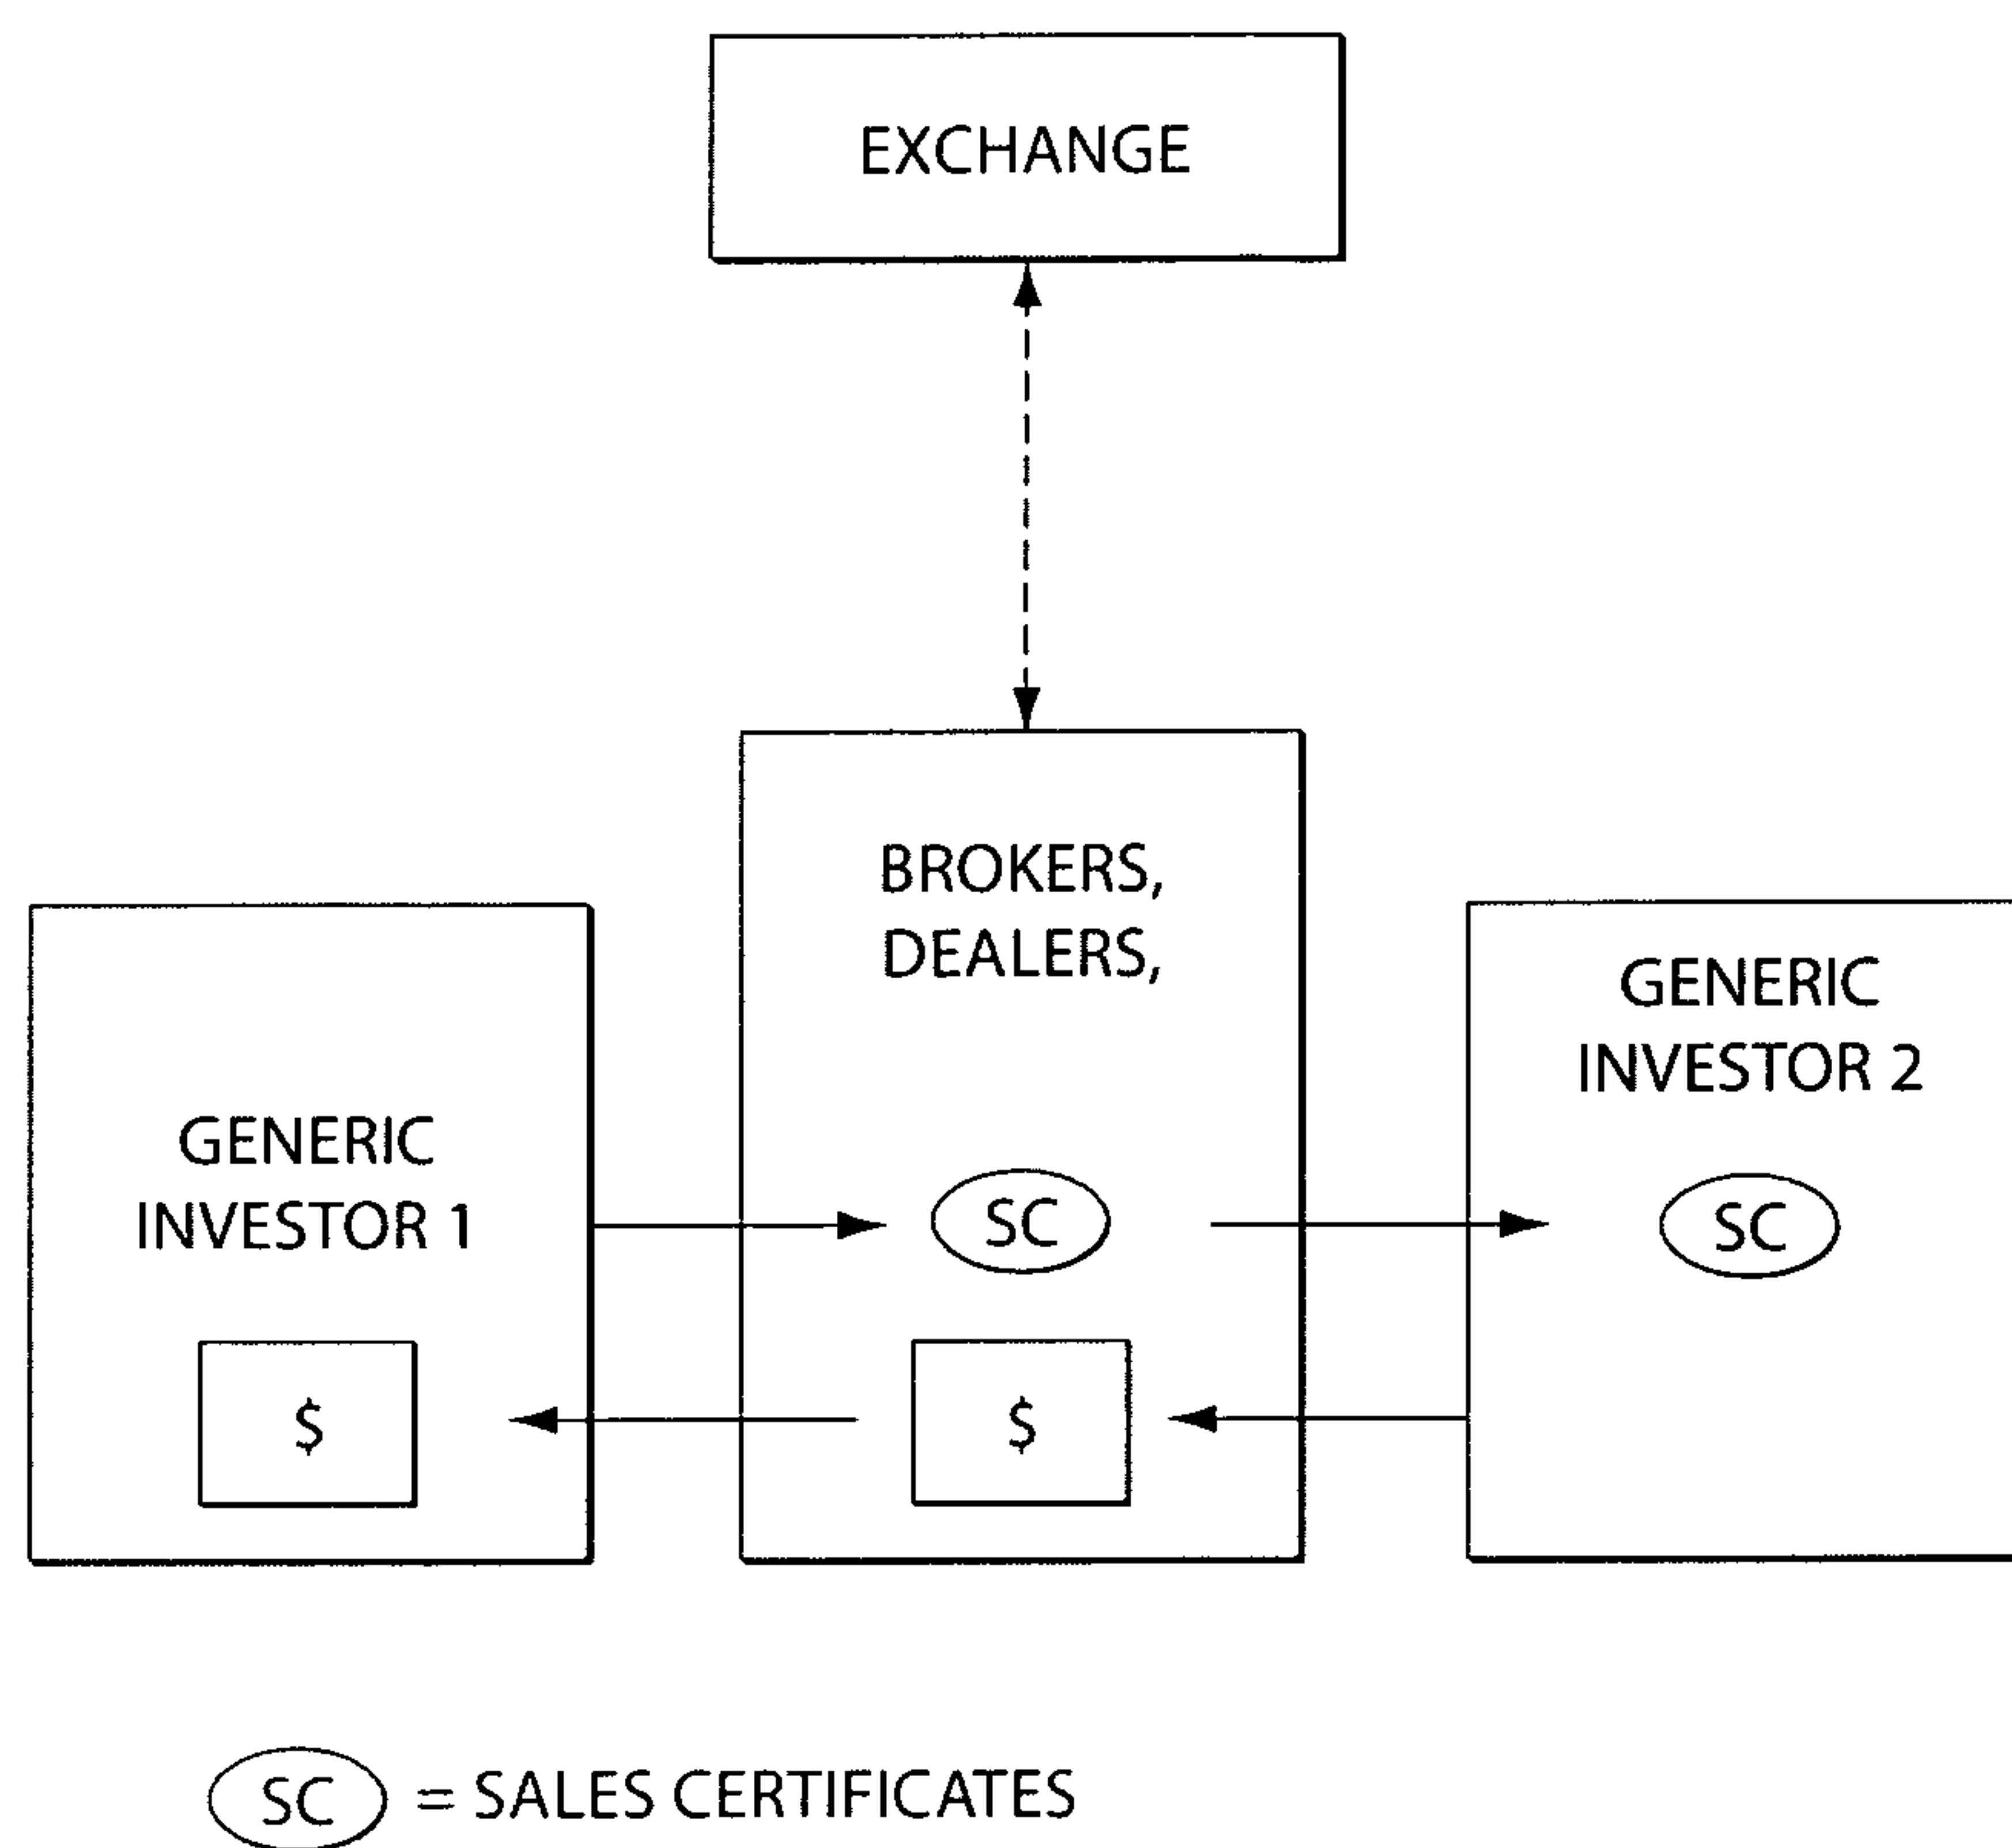 EXCHANGE
BROKERS,
DEALERS,
GENERIC
INVESTOR 1
GENERIC
INVESTOR 2
SC
SC
$
$
SC = SALES CERTIFICATES